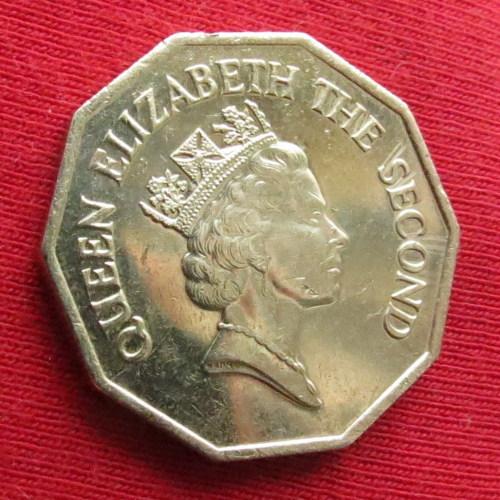 QUEEN ELIZABETH THE SECOND